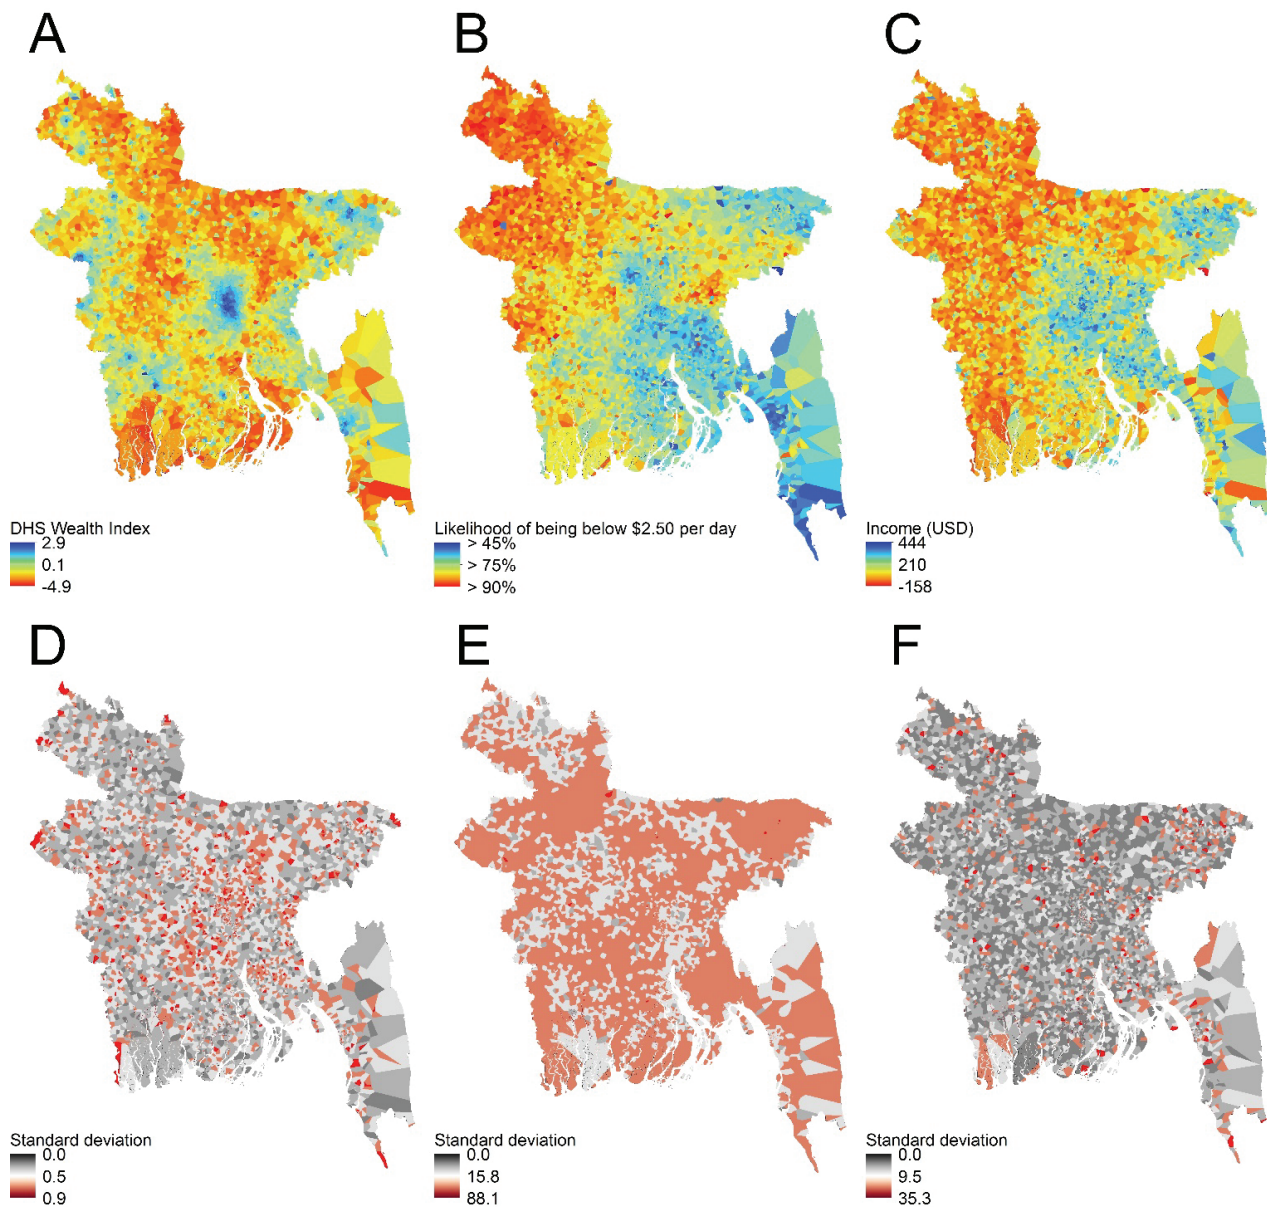 A
B
C
DHS Wealth Index
2.9
0.1
-4.9
Likelihood of being below $2.50 per day
> 45%
> 75%
> 90%
Income (USD)
444
210
-158
D
E
F
Standard deviation
0.0
0.5
0.9
Standard deviation
0.0
15.8
88.1
Standard deviation
0.0
9.5
35.3